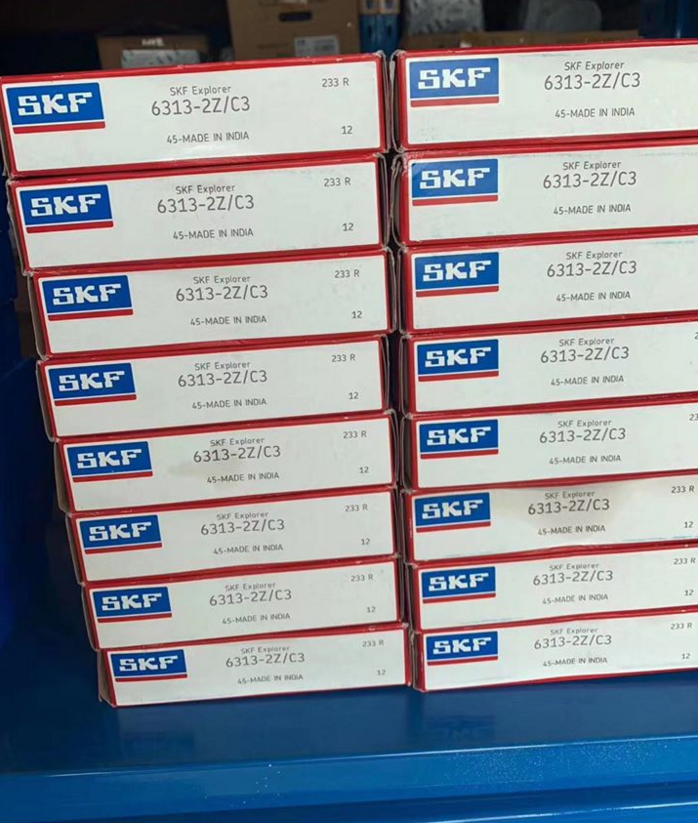 SKF
SKF Explorer
233 R
6313-2Z/C3
45-MADE IN INDIA
12
SKF
SKF Explorer
233 R
6313-2Z/C3
45-MADE IN INDIA
12
SKF
SKF Explorer
233 R
6313-2Z/C3
45-MADE IN INDIA
12
SKF
SKF Explorer
233 R
6313-2Z/C3
45-MADE IN INDIA
12
SKF
SKF Explorer
233 R
6313-2Z/C3
45-MADE IN INDIA
12
SKF
SKF Explorer
233 R
6313-2Z/C3
45-MADE IN INDIA
12
SKF
SKF Explorer
233 R
6313-2Z/C3
45-MADE IN INDIA
12
SKF
SKF Explorer
233 R
6313-2Z/C3
45-MADE IN INDIA
12
SKF
SKF Explorer
6313-2Z/C3
45-MADE IN INDIA
SKF
SKF Explorer
6313-2Z/C3
45-MADE IN INDIA
SKF
SKF Explorer
6313-2Z/C3
45-MADE IN INDIA
SKF
SKF Explorer
6313-2Z/C3
45-MADE IN INDIA
SKF
SKF Explorer
6313-2Z/C3
45-MADE IN INDIA
SKF
SKF Explorer
233 R
6313-2Z/C3
45-MADE IN INDIA
12
SKF
SKF Explorer
233 R
6313-2Z/C3
45-MADE IN INDIA
12
SKF
SKF Explorer
233 R
6313-2Z/C3
45-MADE IN INDIA
12